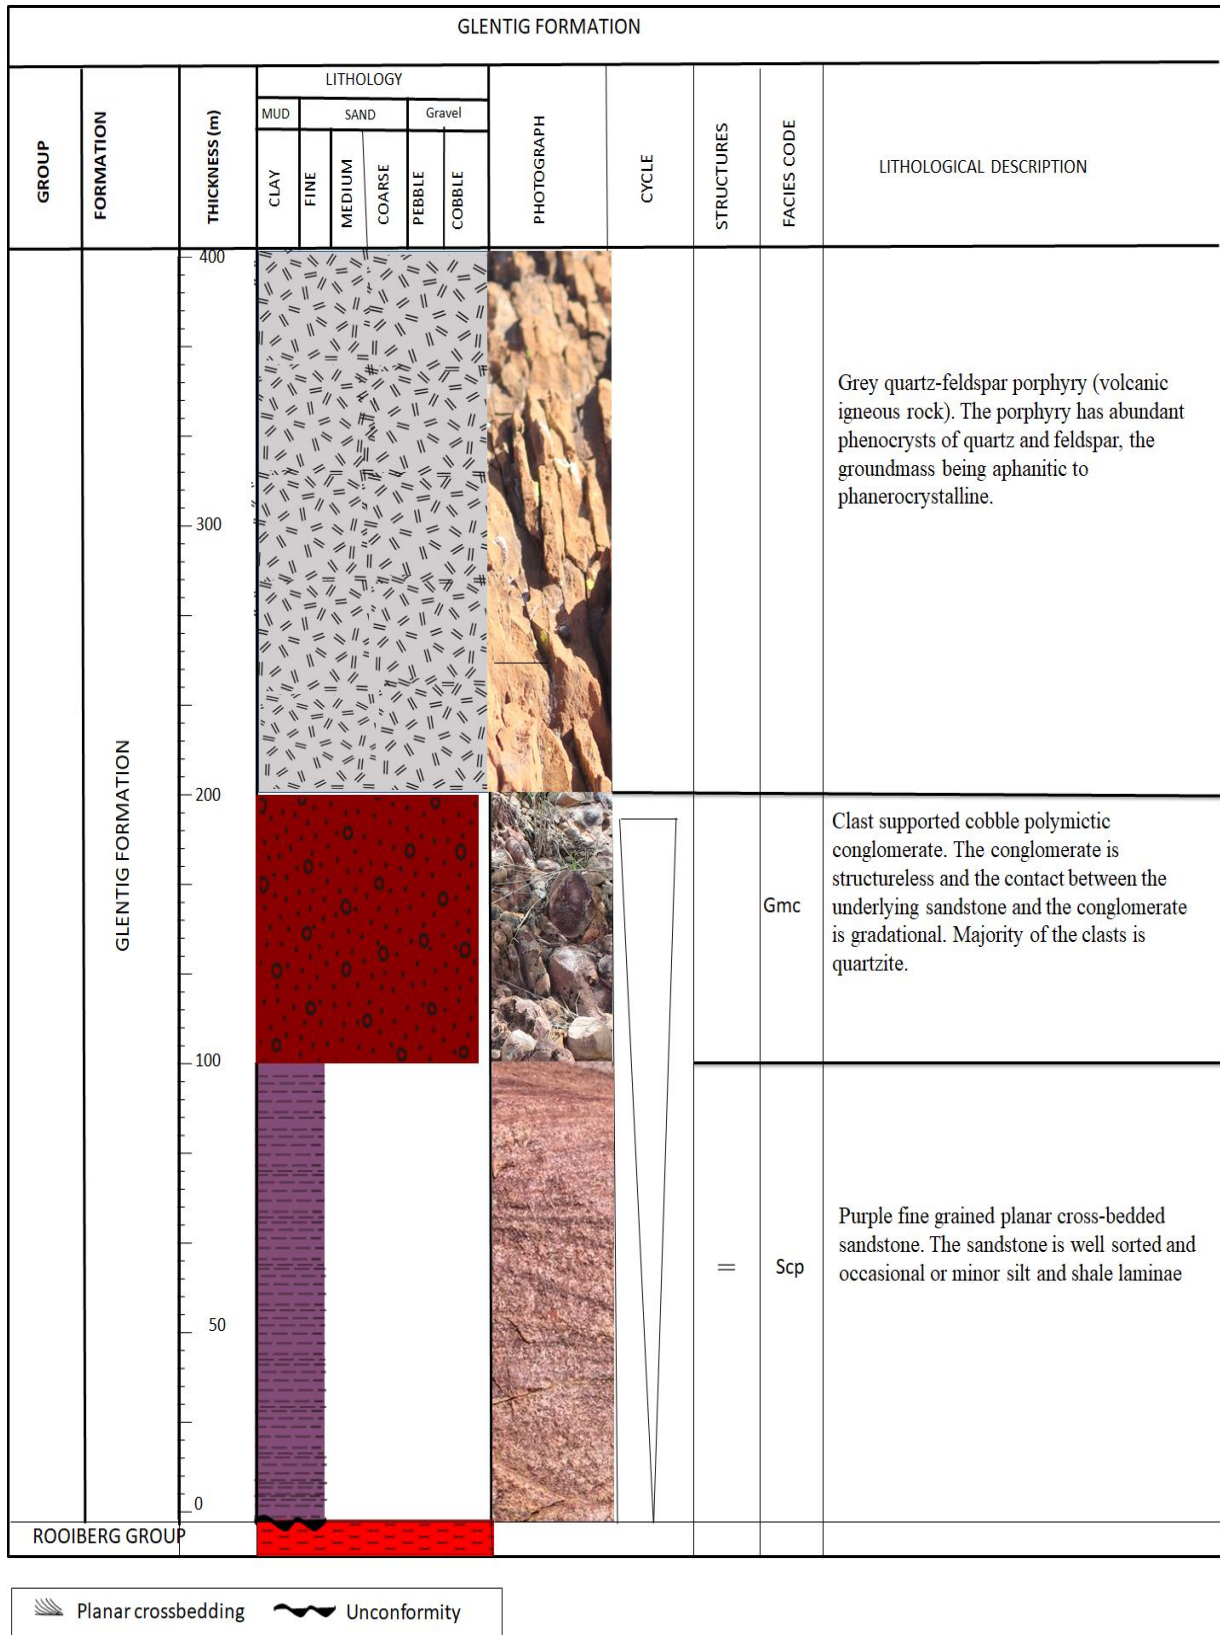 GLENTIG FORMATION
GROUP
FORMATION
THICKNESS (m)
LITHOLOGY
MUD
SAND
Gravel
CLAY
FINE
MEDIUM
COARSE
PEBBLE
COBBLE
PHOTOGRAPH
CYCLE
STRUCTURES
FACIES CODE
LITHOLOGICAL DESCRIPTION
GLENTIG FORMATION
400
300
200
100
50
0
Grey quartz-feldspar porphyry (volcanic
igneous rock). The porphyry has abundant
phenocrysts of quartz and feldspar, the
groundmass being aphanitic to
phanerocrystalline.
Gmc
Clast supported cobble polymictic
conglomerate. The conglomerate is
structureless and the contact between the
underlying sandstone and the conglomerate
is gradational. Majority of the clasts is
quartzite.
=
Scp
Purple fine grained planar cross-bedded
sandstone. The sandstone is well sorted and
occasional or minor silt and shale laminae
ROOIBERG GROUP
Planar crossbedding
Unconformity